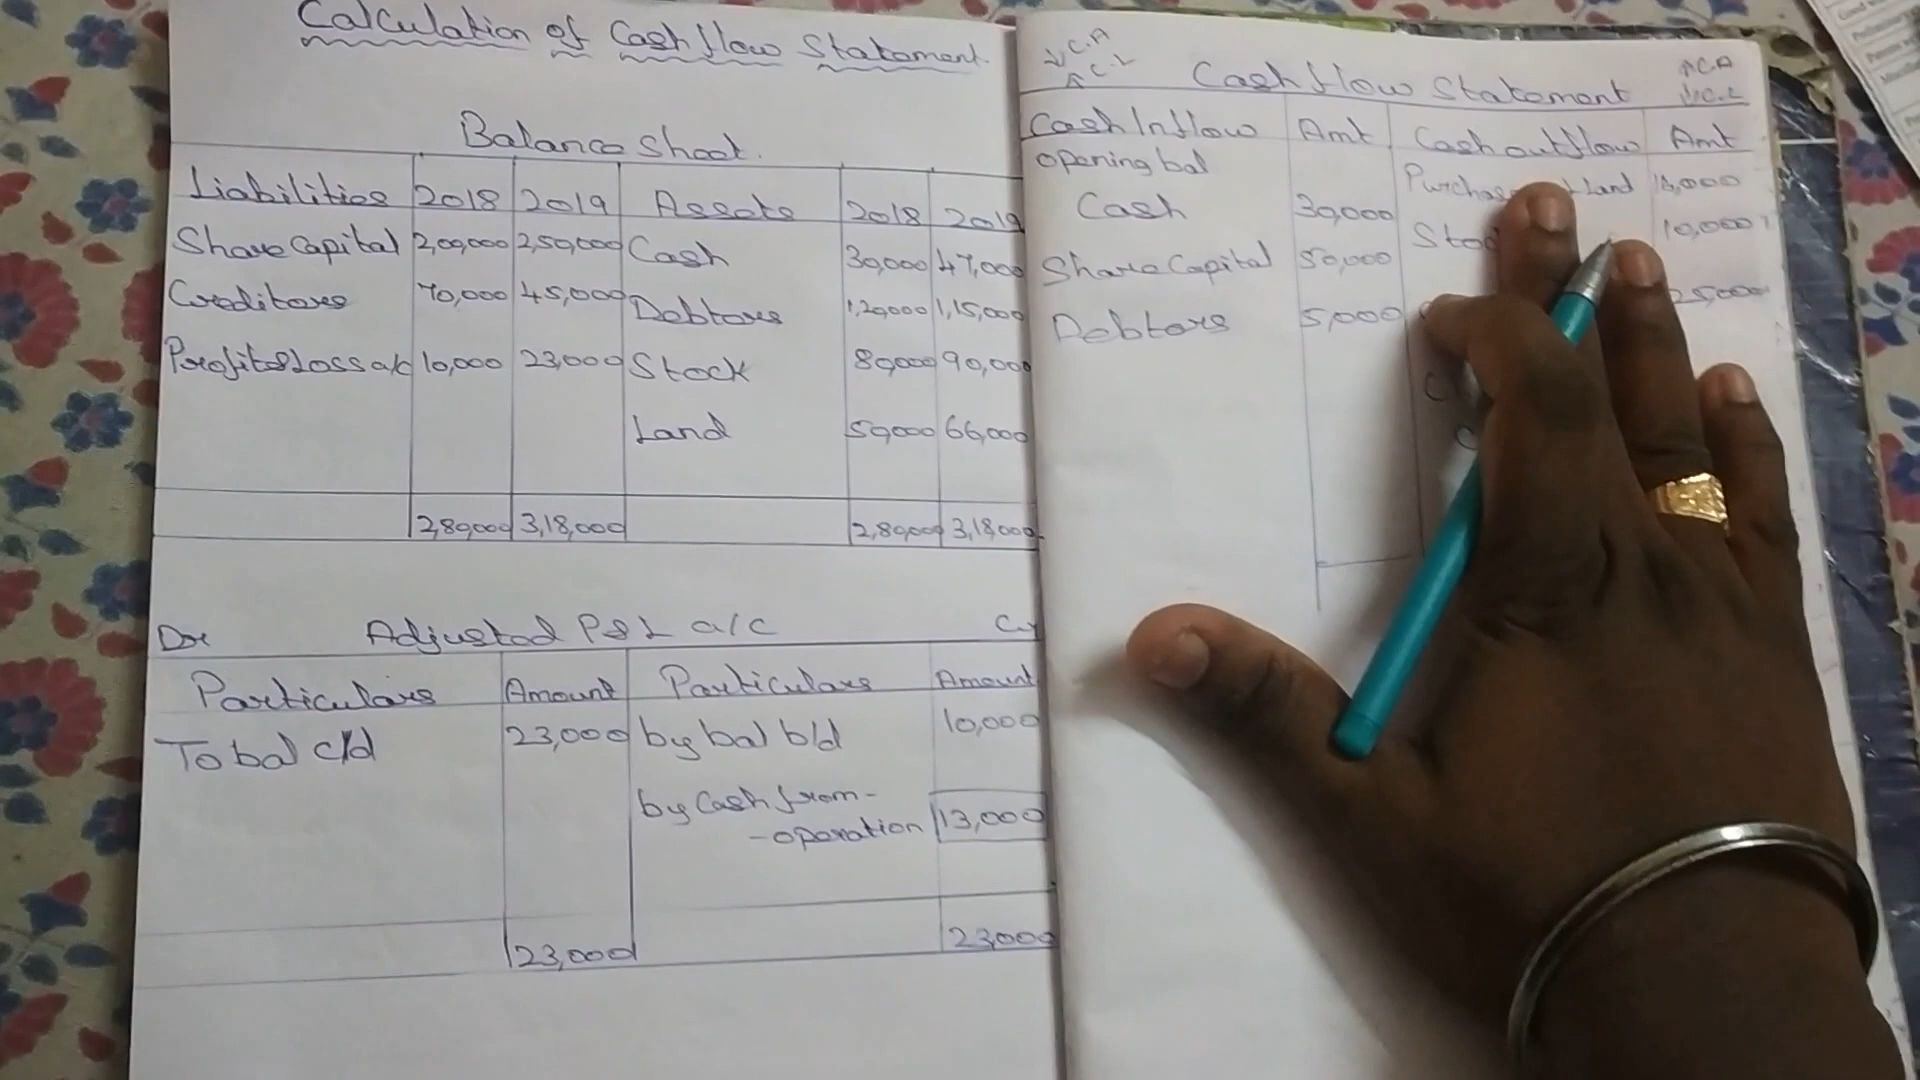 Calculation of Cash flow Statement.
Balance Sheet.
Liabilities 2018 2019 Assets 2018 2019
Share Capital 2,00,000 2,50,000 Cash 30,000 47,000
Creditors 70,000 45,000 Debtors 1,20,000 1,15,000
Profit & Loss a/c 10,000 23,000 Stock 80,000 90,000
Land 50,000 66,000
2,80,000 3,18,000 2,80,000 3,18,000
Dr Adjusted P&L a/c Cr
Particulars Amount Particulars Amount
To bal c/d 23,000 by bal b/d 10,000
by Cash from-
-operation 13,000
23,000 23,000
↓ C.A
↑ C.L
Cash flow Statement
↑C.A
↓C.L
Cash Inflow Amt Cash outflow Amt
Opening bal
Cash 30,000
Share Capital 50,000
Debtors 5,000
Land
10,000
25,000